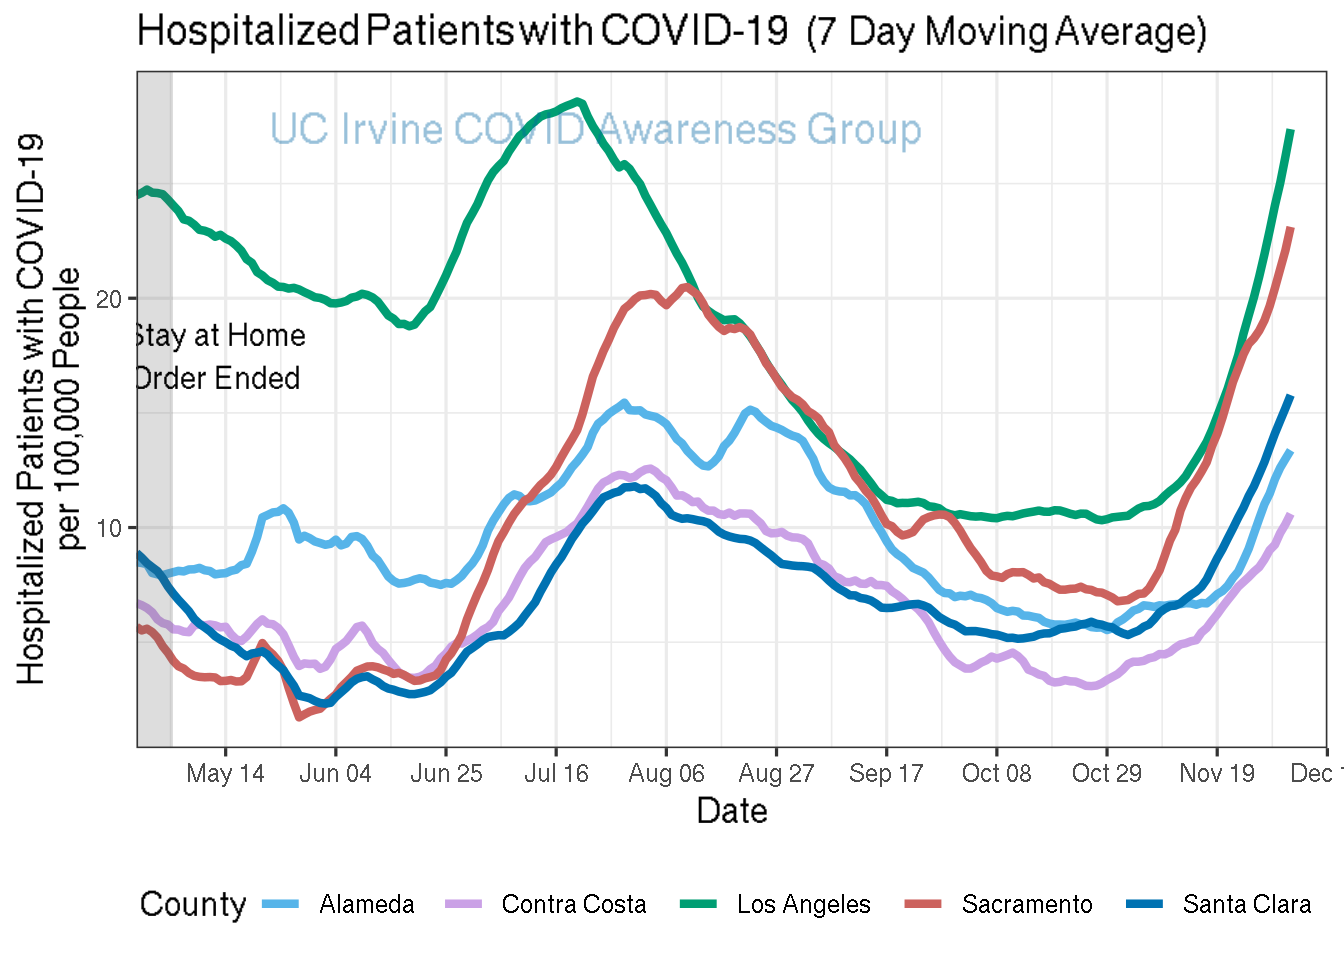 Hospitalized Patients with COVID-19 (7 Day Moving Average)
UC Irvine COVID Awareness Group
Hospitalized Patients with COVID-19
per 100,000 People
20
10
Stay at Home
Order Ended
May 14 Jun 04 Jun 25 Jul 16 Aug 06 Aug 27 Sep 17 Oct 08 Oct 29 Nov 19 Dec
Date
County Alameda Contra Costa Los Angeles Sacramento Santa Clara